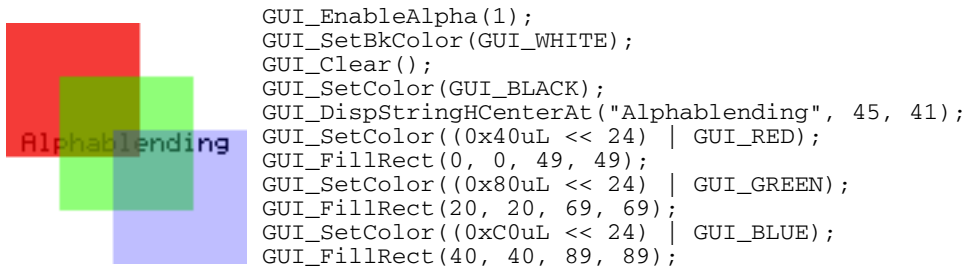 GUI_EnableAlpha(1);
GUI_SetBkColor(GUI_WHITE);
GUI_Clear();
GUI_SetColor(GUI_BLACK);
GUI_DispStringHCenterAt("Alphablending", 45, 41);
GUI_SetColor((0x40uL << 24) | GUI_RED);
GUI_FillRect(0, 0, 49, 49);
GUI_SetColor((0x80uL << 24) | GUI_GREEN);
GUI_FillRect(20, 20, 69, 69);
GUI_SetColor((0xC0uL << 24) | GUI_BLUE);
GUI_FillRect(40, 40, 89, 89);
Alphablending